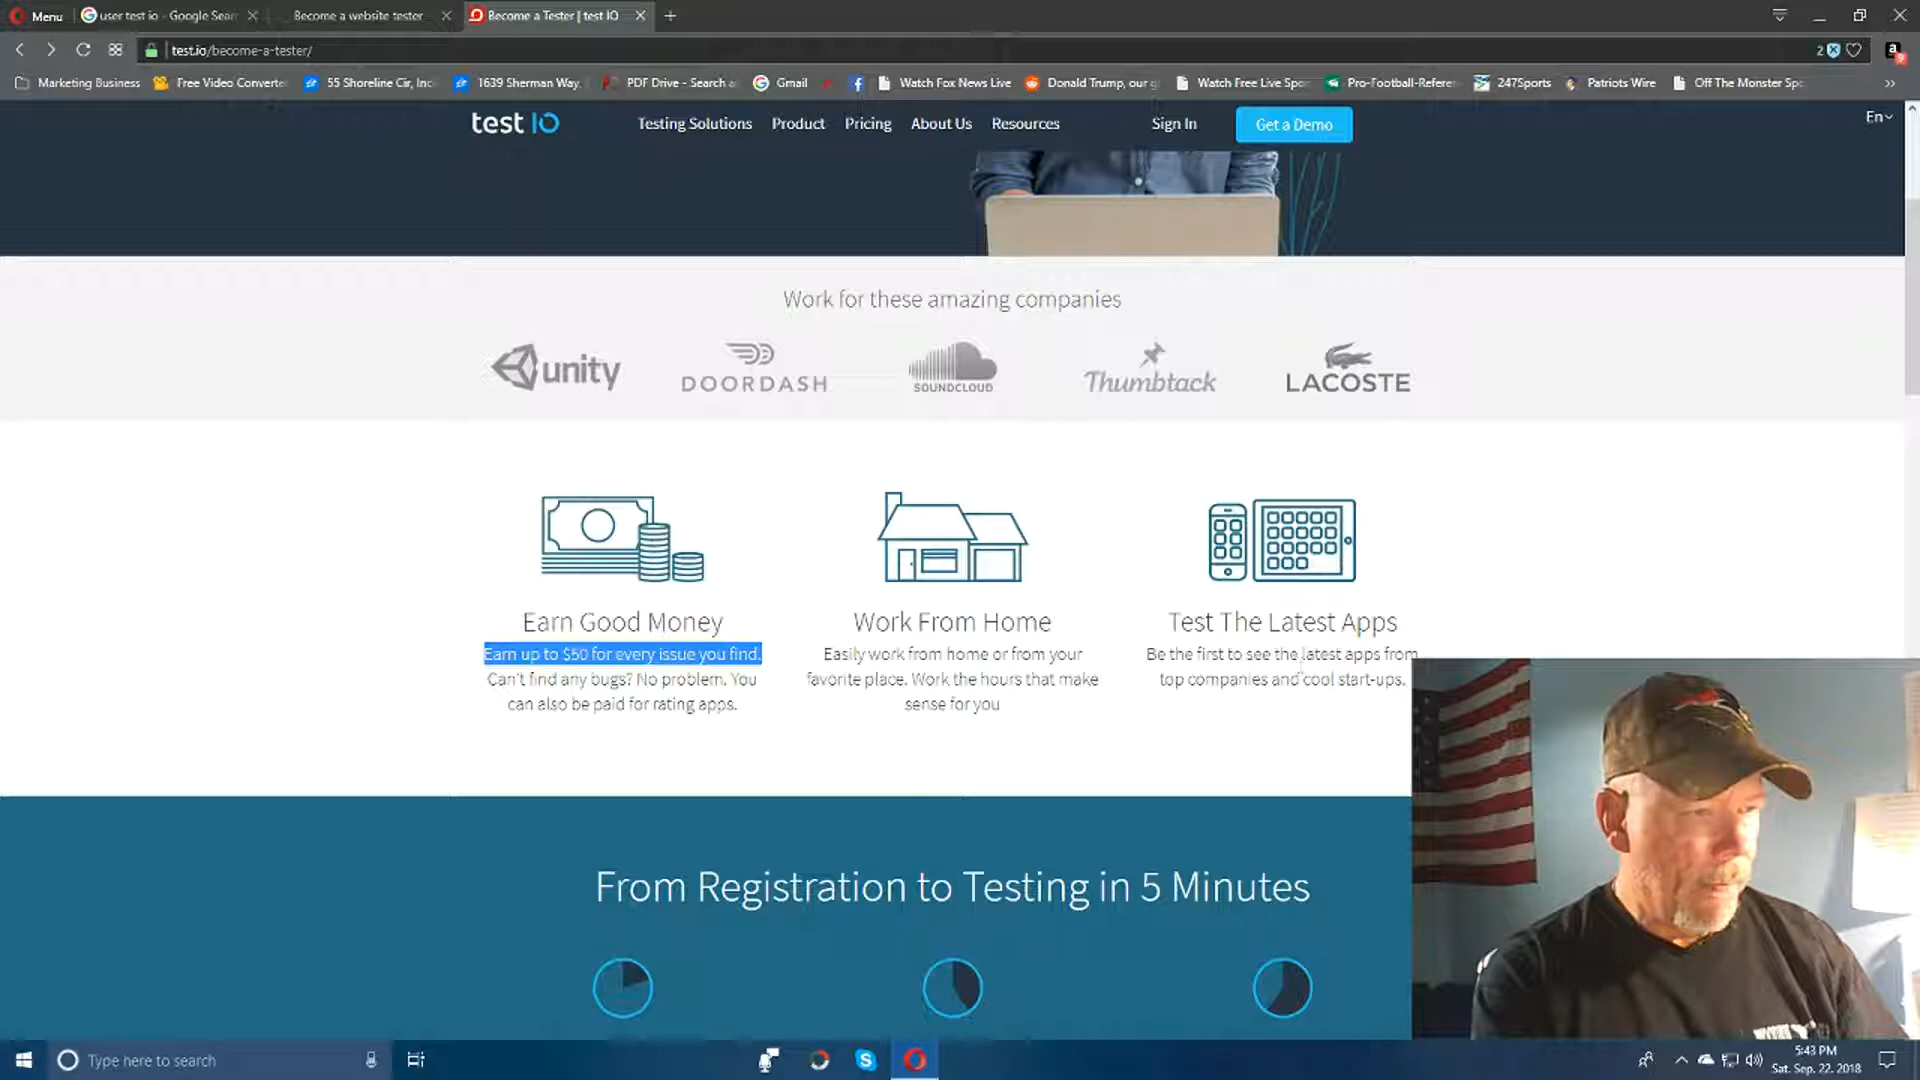 Menu
user test io - Google Sear
Become a website tester
Become a Tester | test IO
test.io/become-a-tester/
2
Marketing Business
Free Video Converte
55 Shoreline Cir, Inc
1639 Sherman Way,
PDF Drive - Search a
Gmail
Watch Fox News Live
Donald Trump, our g
Watch Free Live Spo
Pro-Football-Refere
247Sports
Patriots Wire
Off The Monster Spo
test IO
Testing Solutions
Product
Pricing
About Us
Resources
Sign In
Get a Demo
En
Work for these amazing companies
unity
DOORDASH
SOUNDCLOUD
Thumbtack
LACOSTE
Earn Good Money
Earn up to $50 for every issue you find.
Can't find any bugs? No problem. You
can also be paid for rating apps.
Work From Home
Easily work from home or from your
favorite place. Work the hours that make
sense for you
Test The Latest Apps
Be the first to see the latest apps from
top companies and cool start-ups.
From Registration to Testing in 5 Minutes
Type here to search
5:43 PM
Sat. Sep. 22, 2018